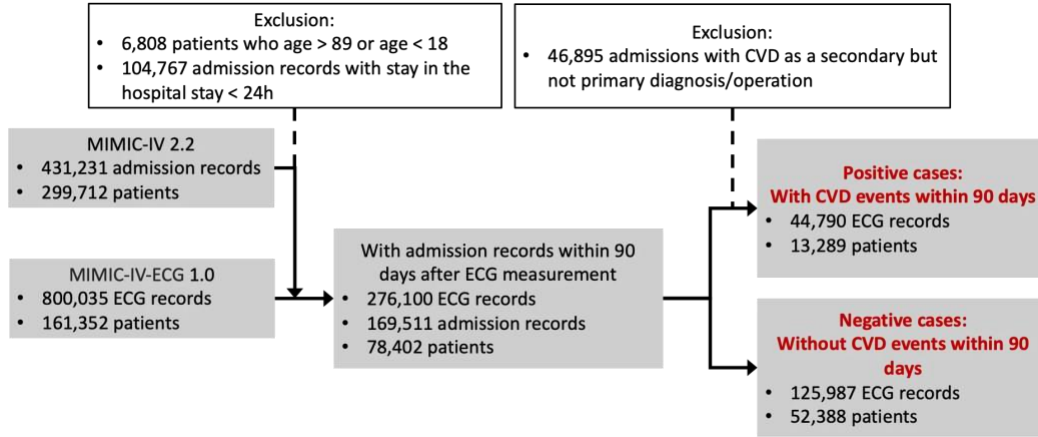 Exclusion:
• 6,808 patients who age > 89 or age < 18
• 104,767 admission records with stay in the
hospital stay < 24h
Exclusion:
• 46,895 admissions with CVD as a secondary but
not primary diagnosis/operation
MIMIC-IV 2.2
• 431,231 admission records
• 299,712 patients
MIMIC-IV-ECG 1.0
• 800,035 ECG records
• 161,352 patients
With admission records within 90
days after ECG measurement
• 276,100 ECG records
• 169,511 admission records
• 78,402 patients
Positive cases:
With CVD events within 90 days
• 44,790 ECG records
• 13,289 patients
Negative cases:
Without CVD events within 90
days
• 125,987 ECG records
• 52,388 patients